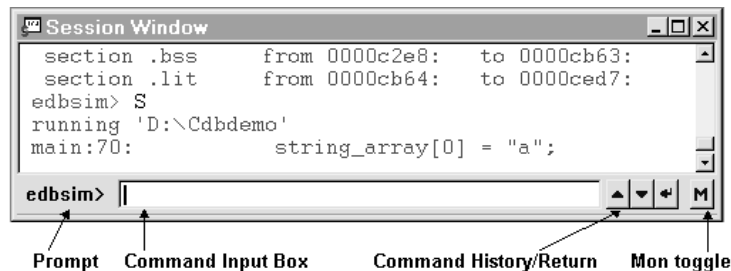 Session Window
section .bss from 0000c2e8: to 0000cb63:
section .lit from 0000cb64: to 0000ced7:
edbsim> S
running 'D:\Cdbdemo'
main:70: string_array[0] = "a";
edbsim> M
Prompt Command Input Box Command History/Return Mon toggle